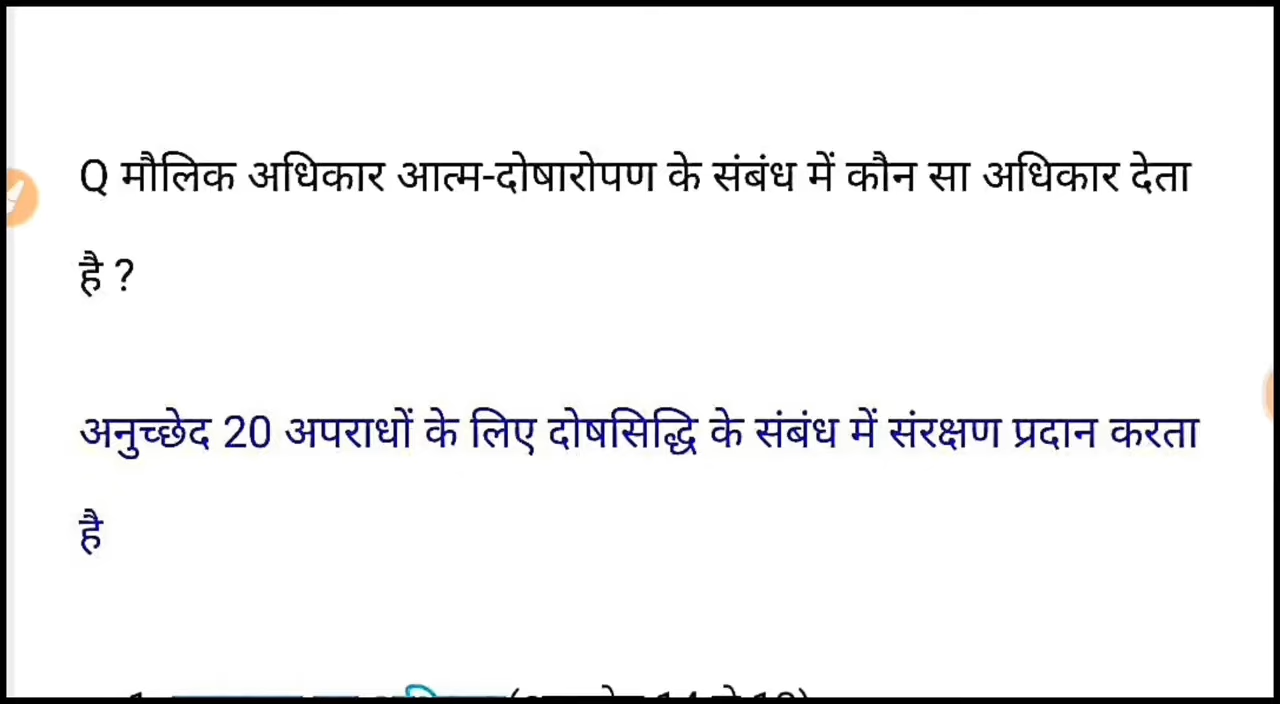 Q मौलिक अधिकार आत्म-दोषारोपण के संबंध में कौन सा अधिकार देता
है ?
अनुच्छेद 20 अपराधों के लिए दोषसिद्धि के संबंध में संरक्षण प्रदान करता
है